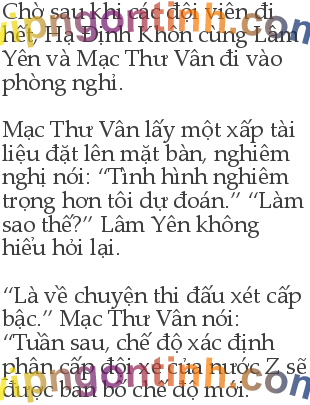 Chờ sau khi các đội viên đi
hết, Hạ Định Khôn cùng Lâm
Yên và Mạc Thư Vân đi vào
phòng nghỉ.

Mạc Thư Vân lấy một xấp tài
liệu đặt lên mặt bàn, nghiêm
nghị nói: “Tình hình nghiêm
trọng hơn tôi dự đoán.” “Làm
sao thế?” Lâm Yên không
hiểu hỏi lại.

“Là về chuyện thi đấu xét cấp
bậc.” Mạc Thư Vân nói:
“Tuần sau, chế độ xác định
phân cấp đội xe của nước Z sẽ
được ban bố chế độ mới.